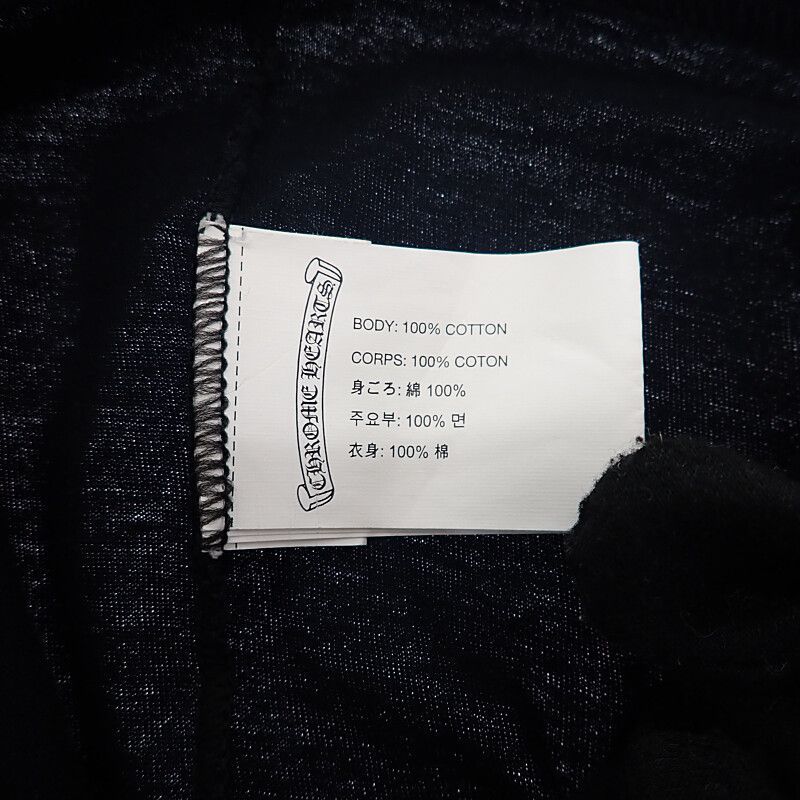 CHROME HEARTS
BODY: 100% COTTON
CORPS: 100% COTON
身ごろ: 綿 100%
주요부: 100% 면
衣身: 100% 棉